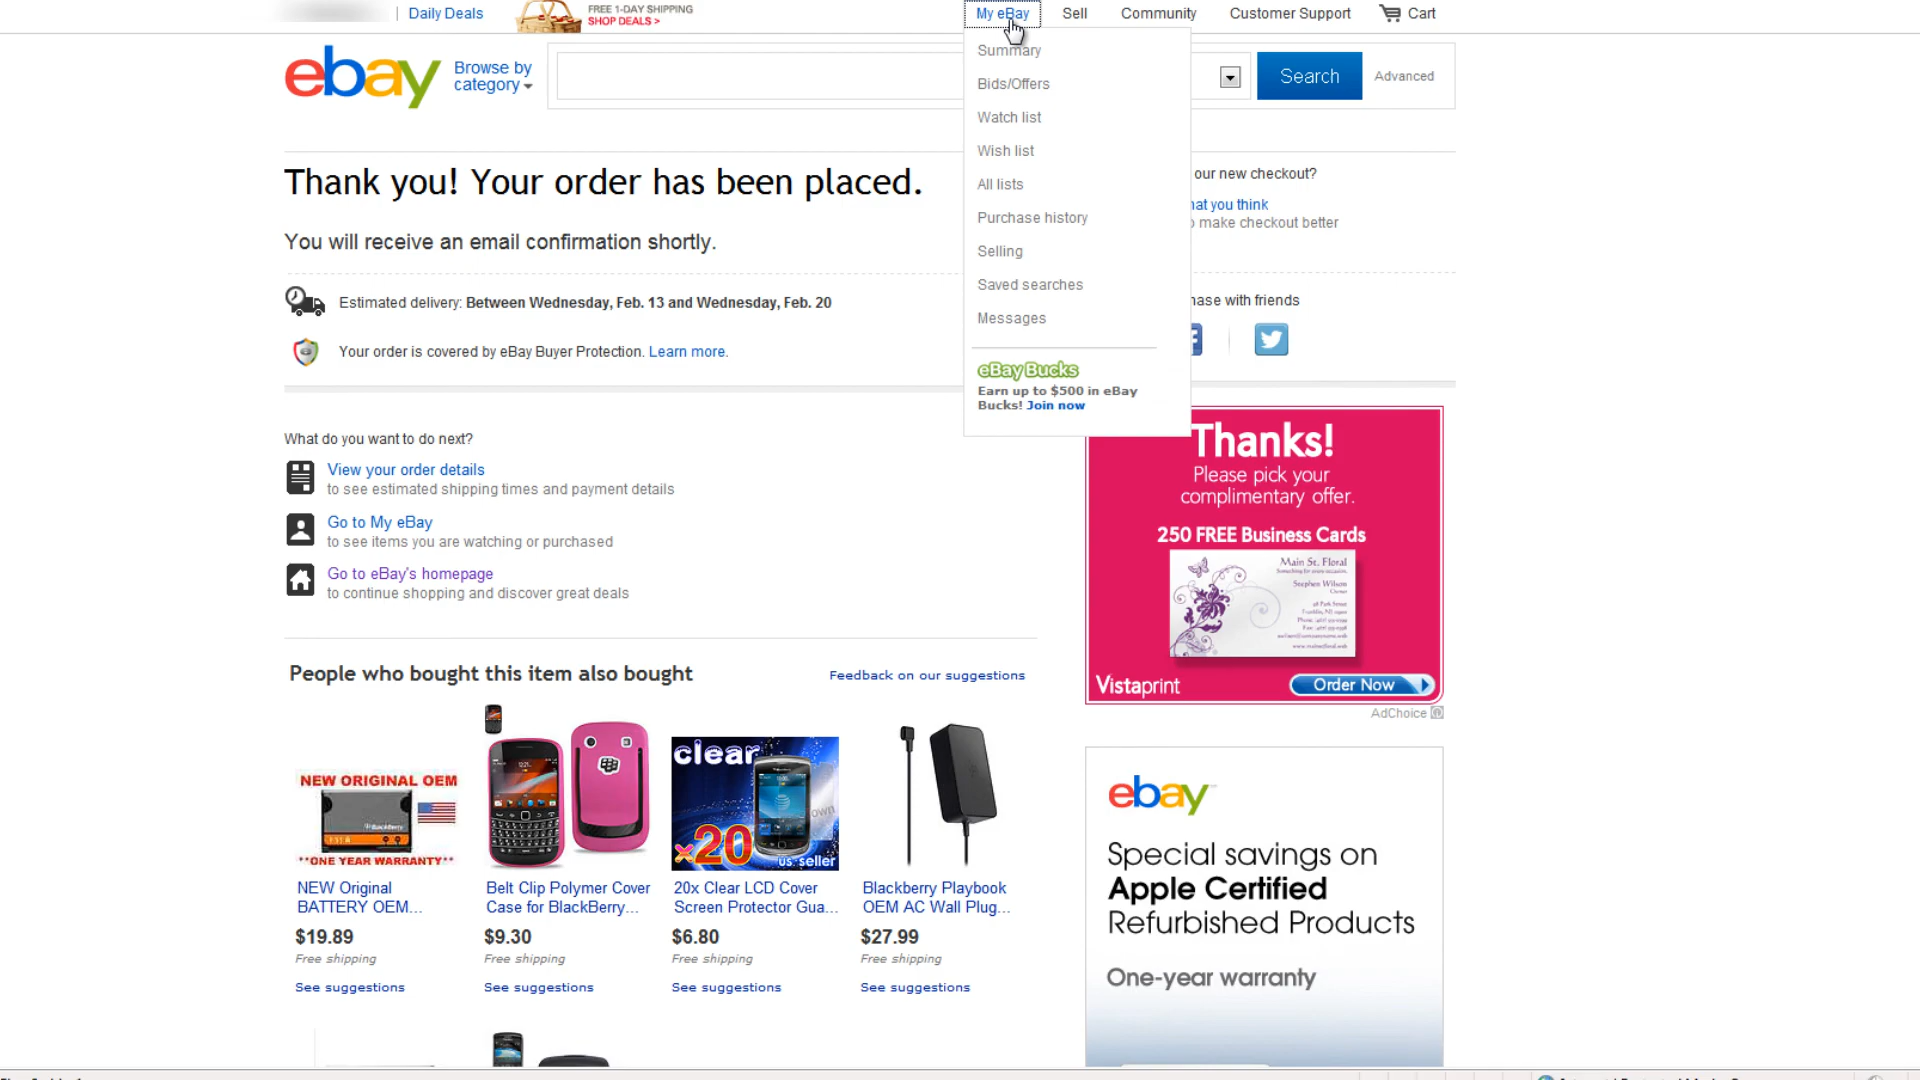 Daily Deals
FREE 1-DAY SHIPPING
SHOP DEALS >
My eBay
Sell
Community
Customer Support
Cart
ebay
Browse by
category
Search
Advanced
Summary
Bids/Offers
Watch list
Wish list
All lists
Purchase history
Selling
Saved searches
Messages
eBay Bucks
Earn up to $500 in eBay
Bucks! Join now
Thank you! Your order has been placed.
You will receive an email confirmation shortly.
Estimated delivery: Between Wednesday, Feb. 13 and Wednesday, Feb. 20
Your order is covered by eBay Buyer Protection. Learn more.
our new checkout?
you think
make checkout better
with friends
What do you want to do next?
View your order details
to see estimated shipping times and payment details
Go to My eBay
to see items you are watching or purchased
Go to eBay's homepage
to continue shopping and discover great deals
Thanks!
Please pick your
complimentary offer.
250 FREE Business Cards
Main St. Floral
Stephen Wilson
Owner
Vistaprint
Order Now
AdChoice
People who bought this item also bought
Feedback on our suggestions
NEW ORIGINAL OEM
BlackBerry
**ONE YEAR WARRANTY**
clear
x20
us seller
NEW Original
BATTERY OEM...
$19.89
Free shipping
See suggestions
Belt Clip Polymer Cover
Case for BlackBerry...
$9.30
Free shipping
See suggestions
20x Clear LCD Cover
Screen Protector Gua...
$6.80
Free shipping
See suggestions
Blackberry Playbook
OEM AC Wall Plug...
$27.99
Free shipping
See suggestions
ebay
Special savings on
Apple Certified
Refurbished Products
One-year warranty